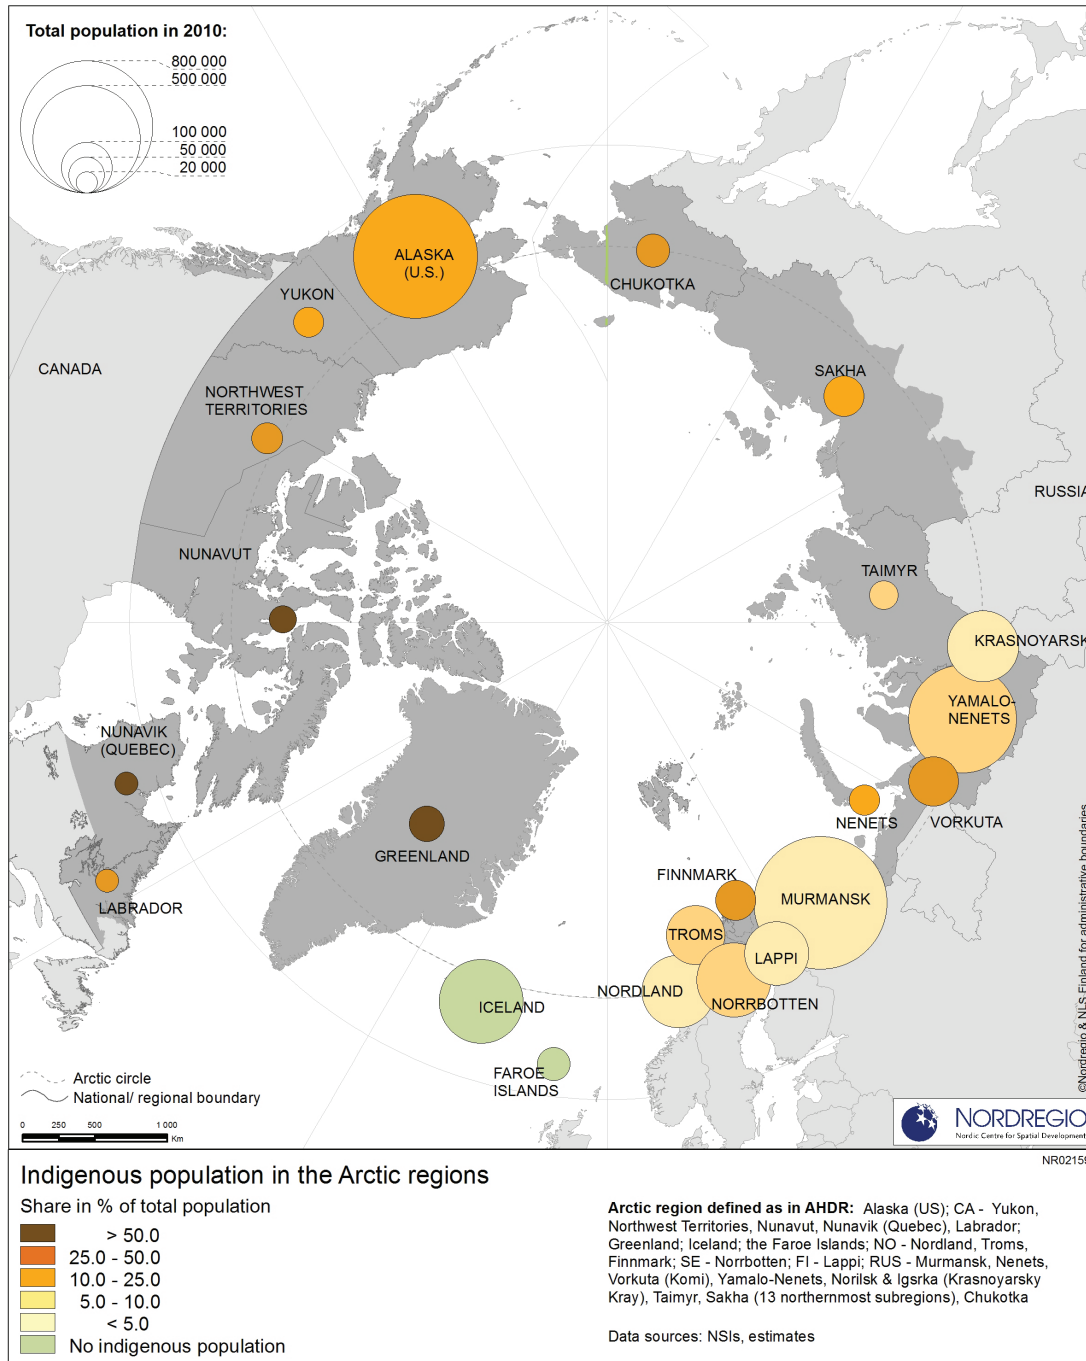 Total population in 2010:
800 000
500 000
100 000
50 000
20 000
ALASKA
(U.S.)
CHUKOTKA
YUKON
CANADA
SAKHA
NORTHWEST
TERRITORIES
RUSSIA
NUNAVUT
TAIMYR
KRASNOYARSK
YAMALO-
NENETS
NUNAVIK
(QUEBEC)
NENETS
VORKUTA
GREENLAND
FINNMARK
MURMANSK
LABRADOR
TROMS
LAPPI
NORDLAND
NORRBOTTEN
ICELAND
FAROE
ISLANDS
Arctic circle
National/ regional boundary
0 250 500 1 000
Km
©Nordregio & NLS Finland for administrative boundaries
NORDREGIO
Nordic Centre for Spatial Development
NR02159
Indigenous population in the Arctic regions
Share in % of total population
> 50.0
25.0 - 50.0
10.0 - 25.0
5.0 - 10.0
< 5.0
No indigenous population
Arctic region defined as in AHDR: Alaska (US); CA - Yukon,
Northwest Territories, Nunavut, Nunavik (Quebec), Labrador;
Greenland; Iceland; the Faroe Islands; NO - Nordland, Troms,
Finnmark; SE - Norrbotten; FI - Lappi; RUS - Murmansk, Nenets,
Vorkuta (Komi), Yamalo-Nenets, Norilsk & Igsrka (Krasnoyarsky
Kray), Taimyr, Sakha (13 northernmost subregions), Chukotka
Data sources: NSIs, estimates